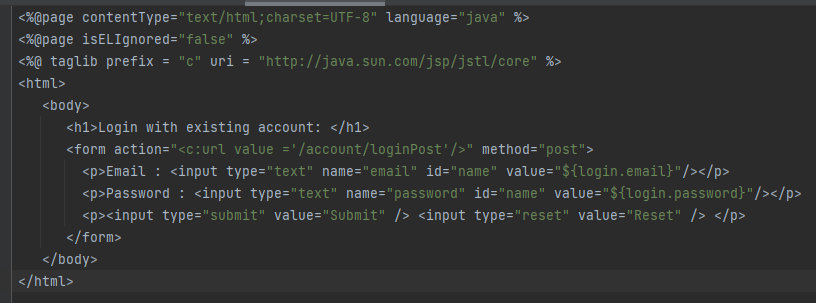 <%@page contentType="text/html;charset=UTF-8" language="java" %>
<%@page isELIgnored="false" %>
<%@ taglib prefix = "c" uri = "http://java.sun.com/jsp/jstl/core" %>
<html>
<body>
<h1>Login with existing account: </h1>
<form action="<c:url value ='/account/loginPost'/>" method="post">
<p>Email : <input type="text" name="email" id="name" value="${login.email}"/></p>
<p>Password : <input type="text" name="password" id="name" value="${login.password}"/></p>
<p><input type="submit" value="Submit" /> <input type="reset" value="Reset" /> </p>
</form>
</body>
</html>